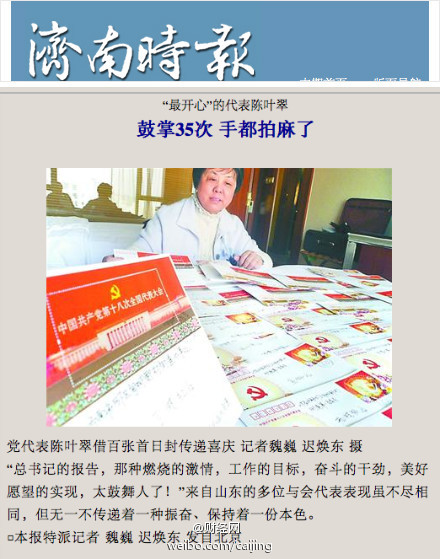 濟南時報
“最开心”的代表陈叶翠
鼓掌35次 手都拍麻了
中国共产党第十八次全国代表大会
党代表陈叶翠借百张首日封传递喜庆 记者魏巍 迟焕东 摄
“总书记的报告，那种燃烧的激情，工作的目标，奋斗的干劲，美好
愿望的实现，太鼓舞人了！”来自山东的多位与会代表表现虽不尽相
同，但无一不传递着一种振奋、保持着一份本色。
□本报特派记者 魏巍 迟焕东 发自北京
@财经网
weibo.com/caijing